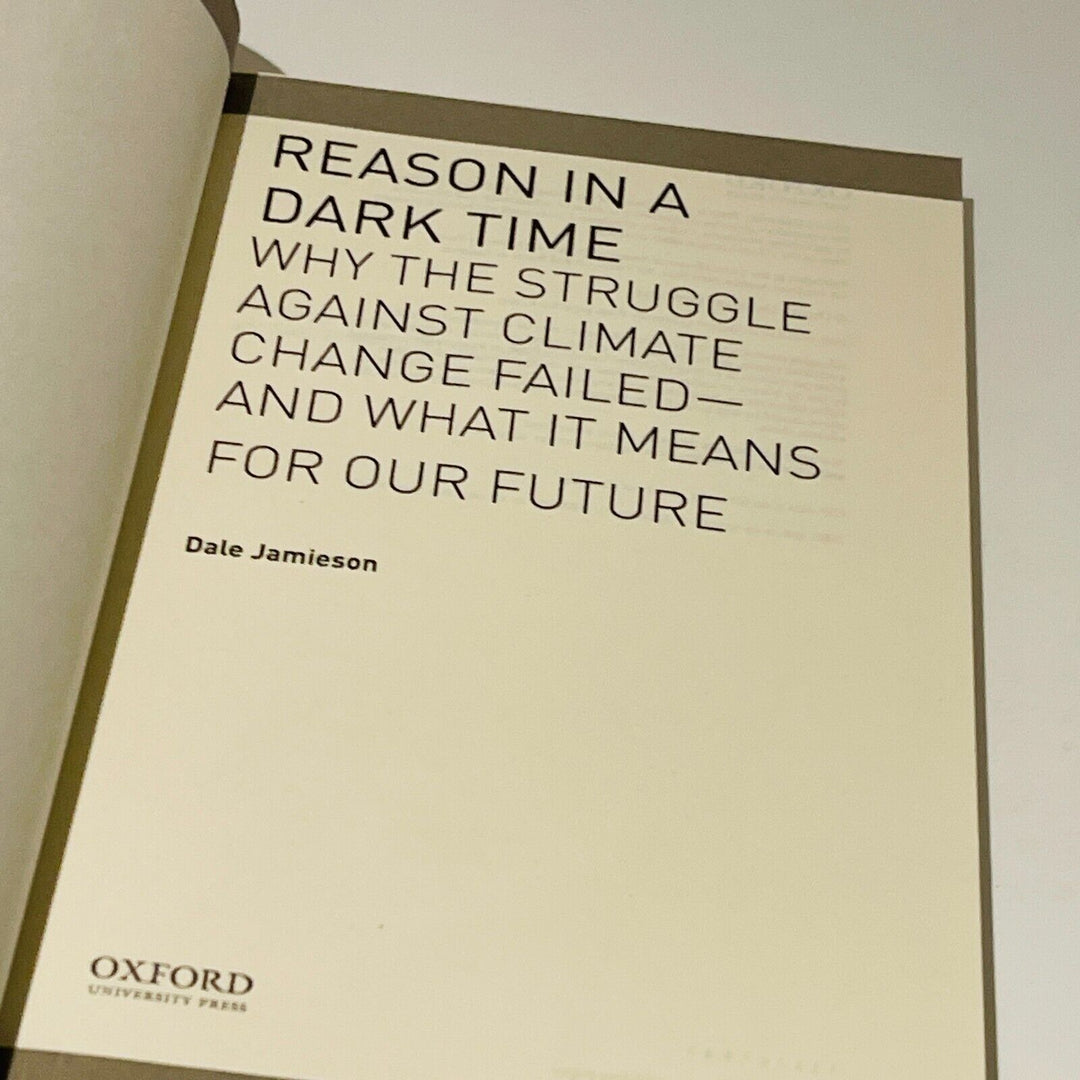 REASON IN A
DARK TIME
WHY THE STRUGGLE
AGAINST CLIMATE
CHANGE FAILED—
AND WHAT IT MEANS
FOR OUR FUTURE
Dale Jamieson
OXFORD
UNIVERSITY PRESS